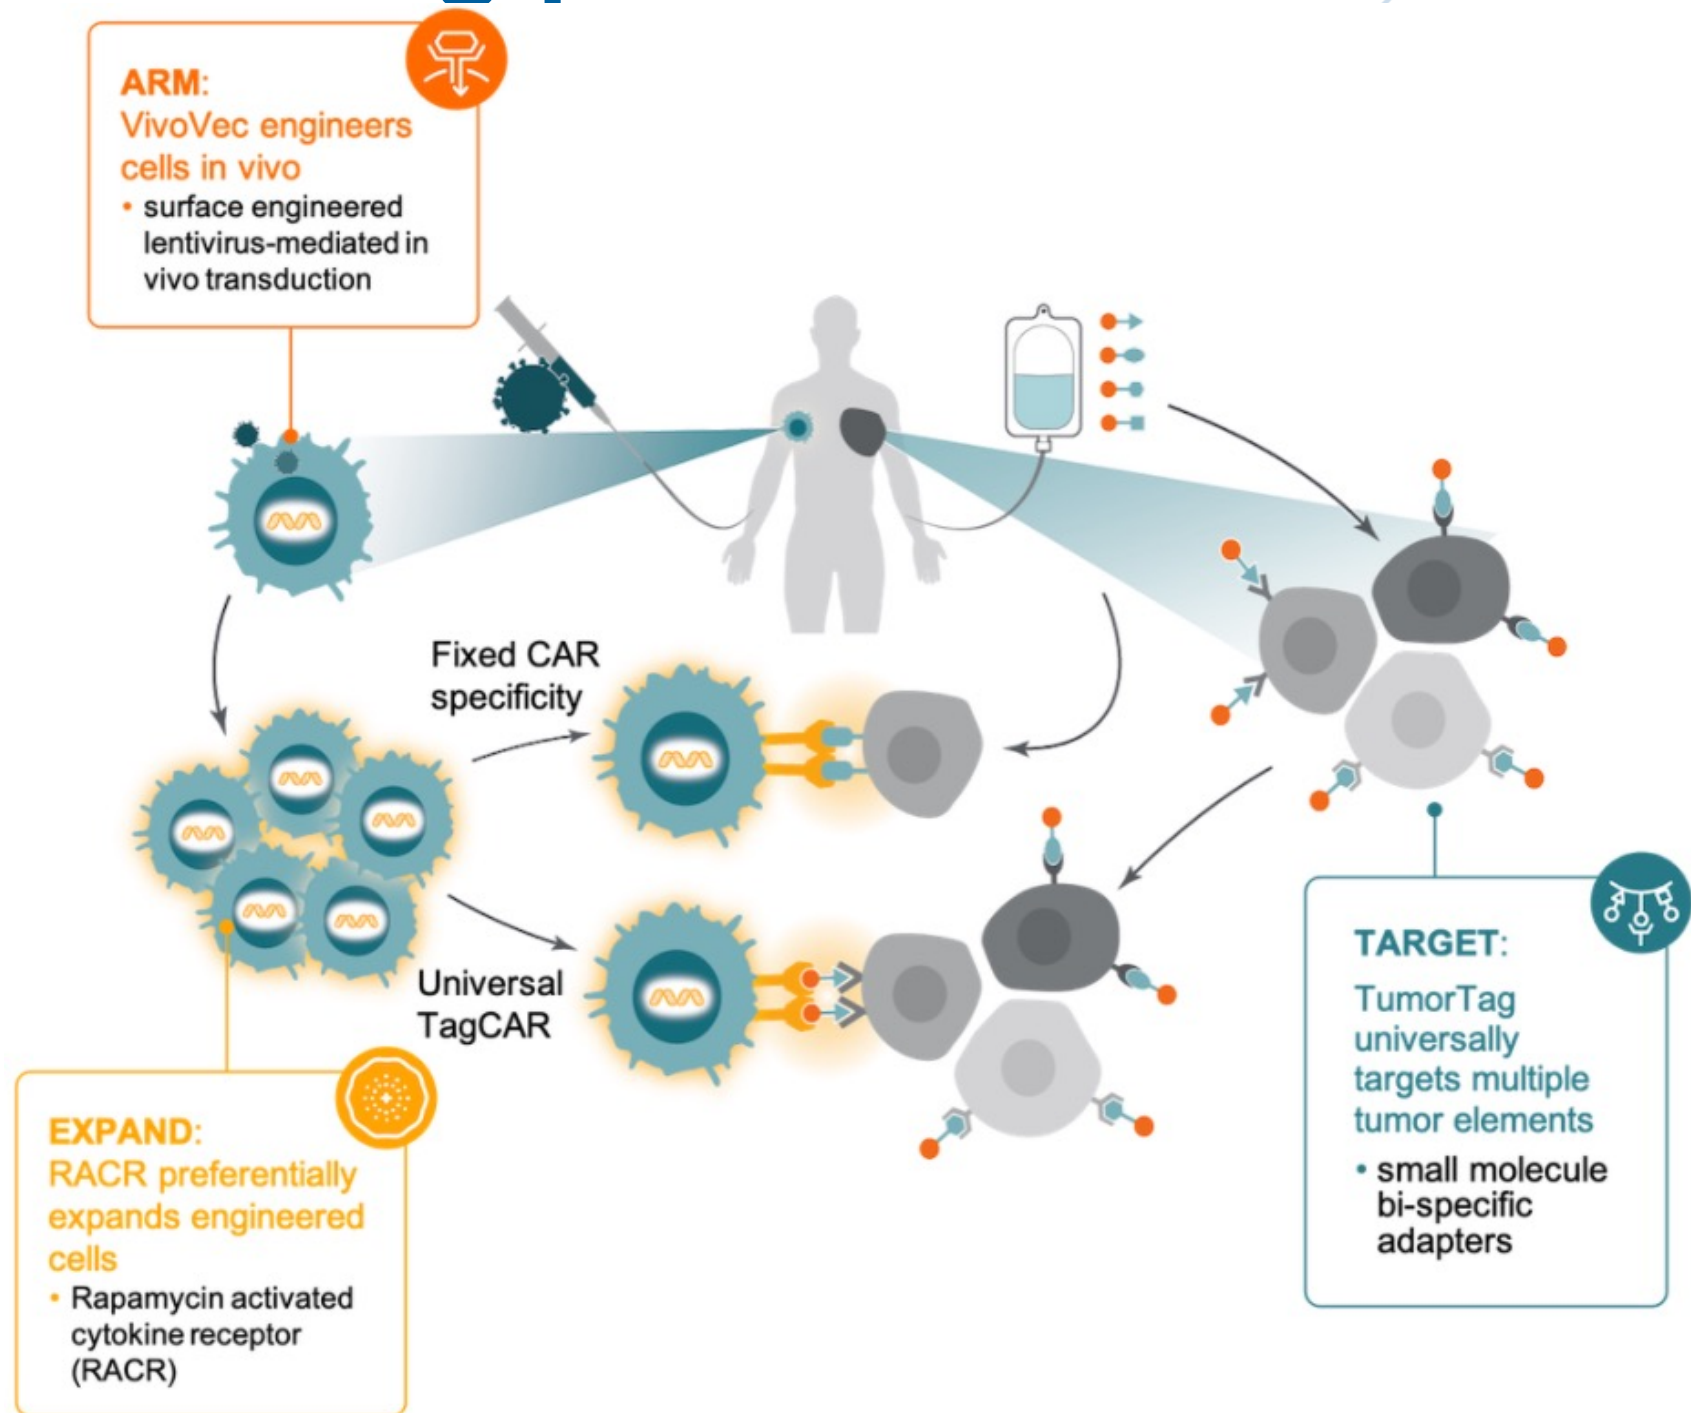 ARM:
VivoVec engineers
cells in vivo
• surface engineered
lentivirus-mediated in
vivo transduction
Fixed CAR
specificity
Universal
TagCAR
EXPAND:
RACR preferentially
expands engineered
cells
• Rapamycin activated
cytokine receptor
(RACR)
TARGET:
TumorTag
universally
targets multiple
tumor elements
• small molecule
bi-specific
adapters